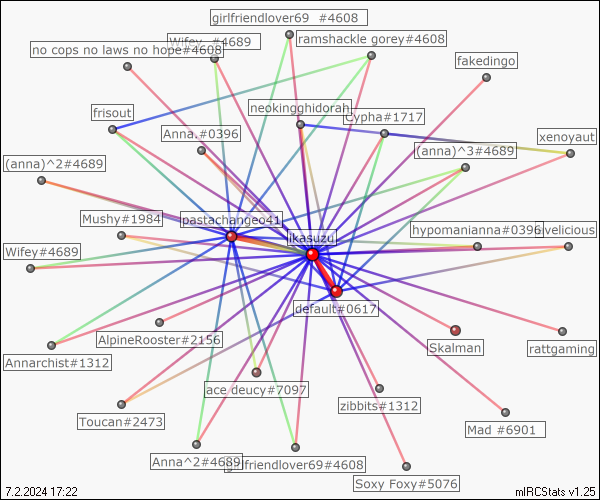 girlfriendlover69  #4608
Wifey  #4689
ramshackle gorey#4608
no cops no laws no hope#4608
fakedingo
frisout
neokingghidorah
Cypha#1717
Anna.#0396
xenoyaut
(anna)^3#4689
(anna)^2#4689
Mushy#1984
pastachangeo41
ikasuzu
hypomanianna#0396
velicious
Wifey#4689
default#0617
AlpineRooster#2156
Skalman
rattgaming
Annarchist#1312
ace deucy#7097
zibbits#1312
Toucan#2473
Mad #6901
Anna^2#4689
girlfriendlover69#4608
Soxy Foxy#5076
7.2.2024 17:22
mIRCStats v1.25